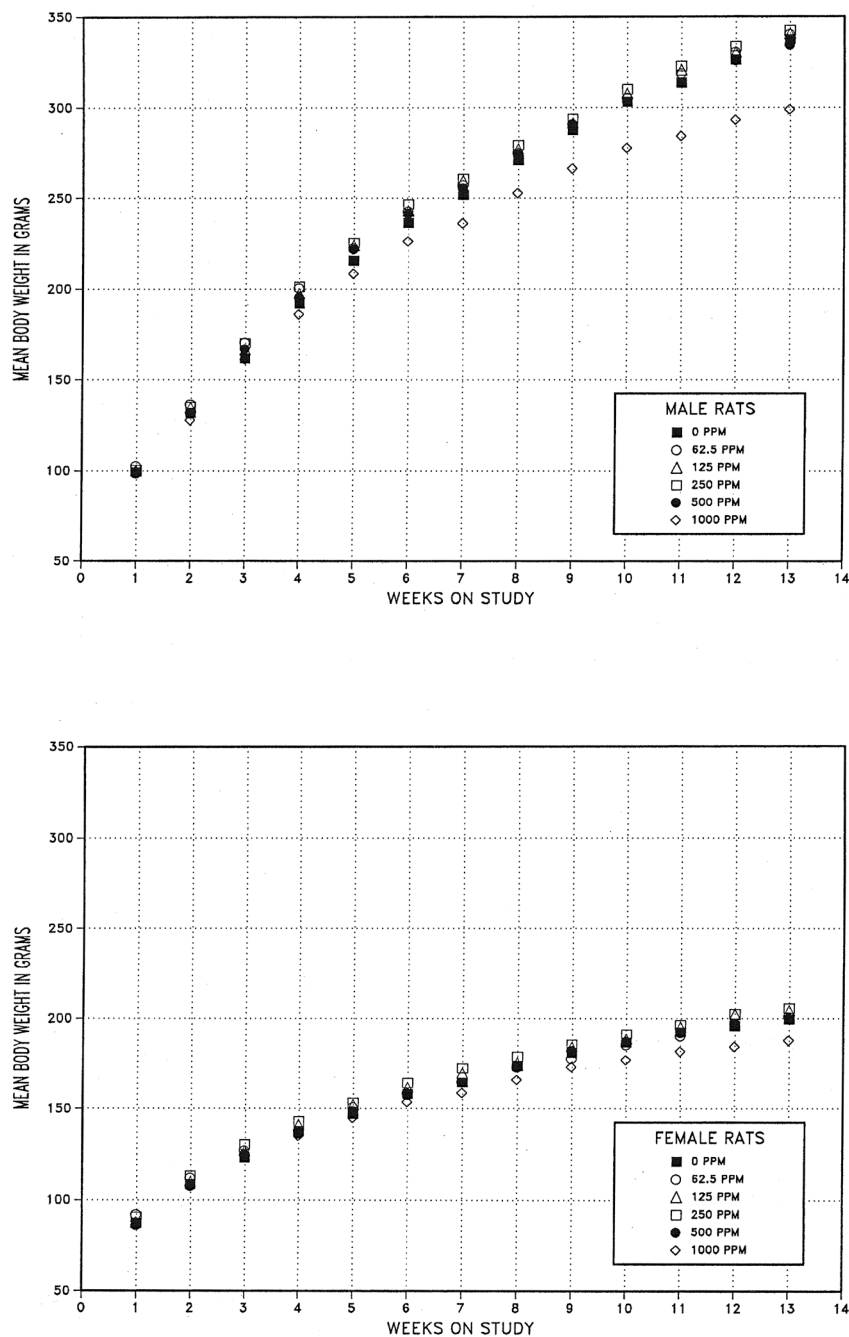 350
300
250
200
150
100
50
MEAN BODY WEIGHT IN GRAMS
MALE RATS
0 PPM
62.5 PPM
125 PPM
250 PPM
500 PPM
1000 PPM
0 1 2 3 4 5 6 7 8 9 10 11 12 13 14
WEEKS ON STUDY
350
300
250
200
150
100
50
MEAN BODY WEIGHT IN GRAMS
FEMALE RATS
0 PPM
62.5 PPM
125 PPM
250 PPM
500 PPM
1000 PPM
0 1 2 3 4 5 6 7 8 9 10 11 12 13 14
WEEKS ON STUDY